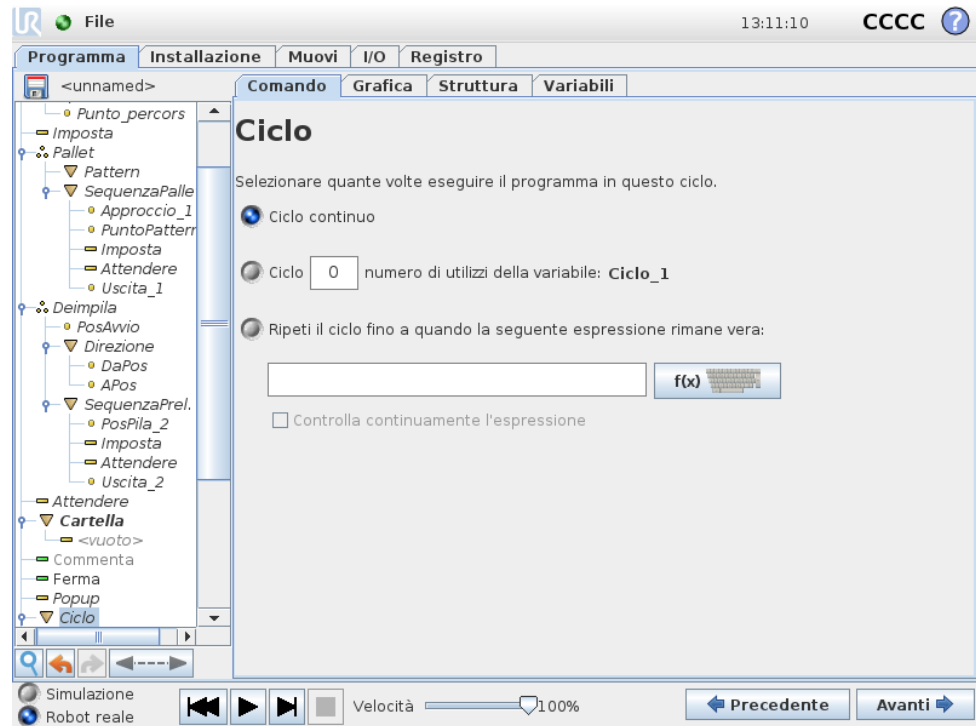 UR File 13:11:10 CCCC ?
Programma Installazione Muovi I/O Registro
<unnamed>
Punto_percors
Imposta
Pallet
Pattern
SequenzaPalle
Approccio_1
PuntoPattern
Imposta
Attendere
Uscita_1
Deimpila
PosAvvio
Direzione
DaPos
APos
SequenzaPrel.
PosPila_2
Imposta
Attendere
Uscita_2
Attendere
Cartella
<vuoto>
Commenta
Ferma
Popup
Ciclo
Comando Grafica Struttura Variabili
Ciclo
Selezionare quante volte eseguire il programma in questo ciclo.
Ciclo continuo
Ciclo 0 numero di utilizzi della variabile: Ciclo_1
Ripeti il ciclo fino a quando la seguente espressione rimane vera:
f(x)
Controlla continuamente l'espressione
Simulazione
Robot reale
Velocità 100%
Precedente Avanti